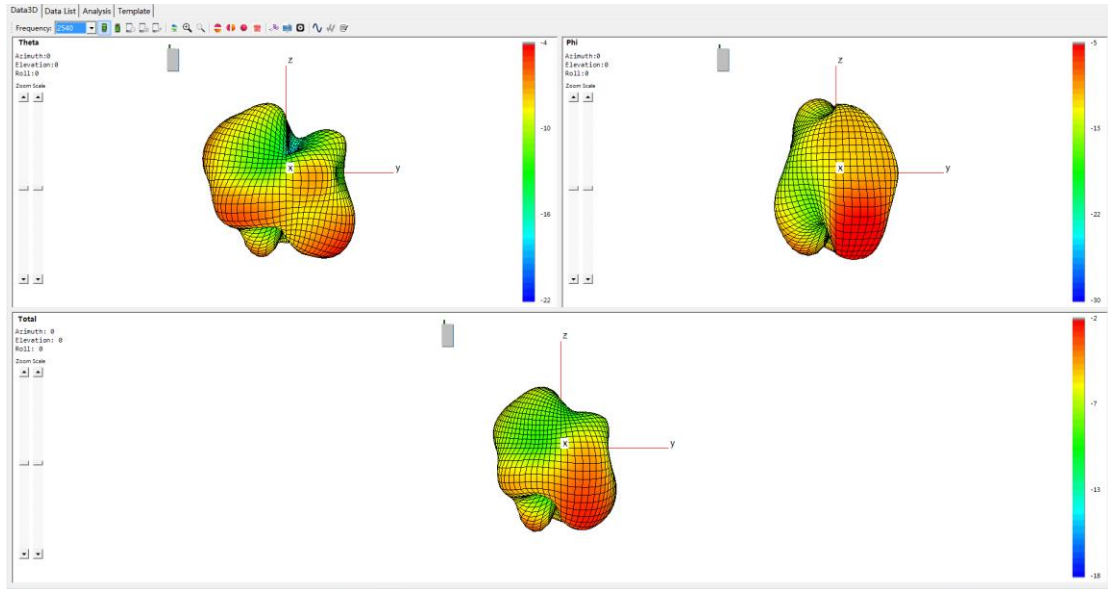 Data3D Data List Analysis Template
Frequency: 2540
Theta
Azimuth:0
Elevation:0
Roll:0
Zoom Scale
z
x
y
-4
-10
-16
-22
Phi
Azimuth:0
Elevation:0
Roll:0
Zoom Scale
z
x
y
-5
-15
-22
-30
Total
Azimuth: 0
Elevation: 0
Roll: 0
Zoom Scale
z
x
y
-2
-7
-13
-18